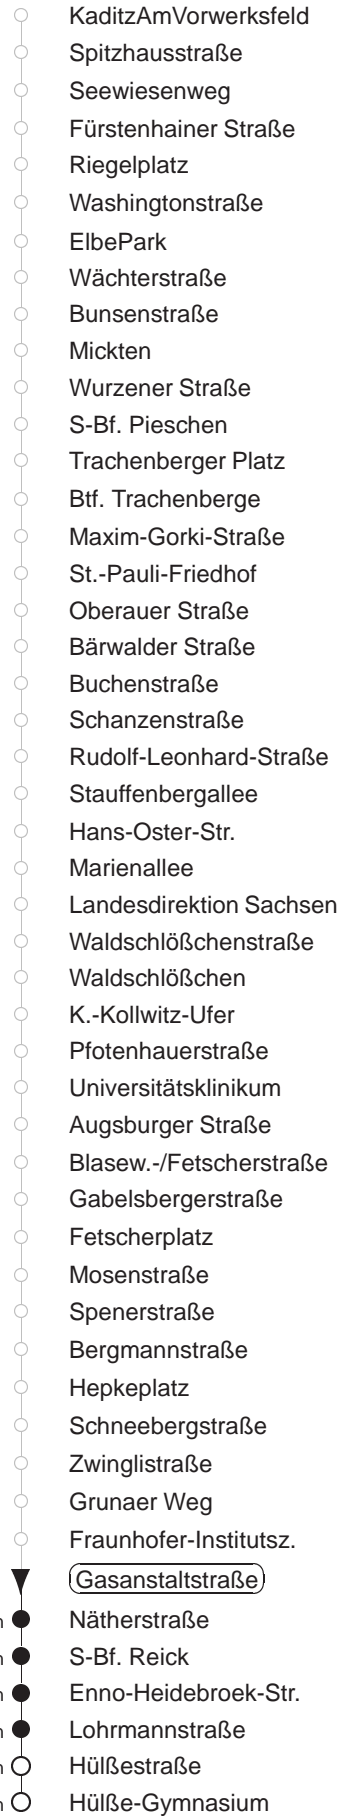 KaditzAmVorwerksfeld
Spitzhausstraße
Seewiesenweg
Fürstenhainer Straße
Riegelplatz
Washingtonstraße
ElbePark
Wächterstraße
Bunsenstraße
Mickten
Wurzener Straße
S-Bf. Pieschen
Trachenberger Platz
Btf. Trachenberge
Maxim-Gorki-Straße
St.-Pauli-Friedhof
Oberauer Straße
Bärwalder Straße
Buchenstraße
Schanzenstraße
Rudolf-Leonhard-Straße
Stauffenbergallee
Hans-Oster-Str.
Marienallee
Landesdirektion Sachsen
Waldschlößchenstraße
Waldschlößchen
K.-Kollwitz-Ufer
Pfotenhauerstraße
Universitätsklinikum
Augsburger Straße
Blasew.-/Fetscherstraße
Gabelsbergerstraße
Fetscherplatz
Mosenstraße
Spenerstraße
Bergmannstraße
Hepkeplatz
Schneebergstraße
Zwinglistraße
Grunaer Weg
Fraunhofer-Institutsz.
Gasanstaltstraße
Nätherstraße
S-Bf. Reick
Enno-Heidebroek-Str.
Lohrmannstraße
Hülßestraße
Hülße-Gymnasium